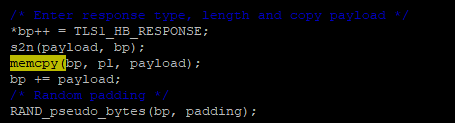 /* Enter response type, length and copy payload */
*bp++ = TLS1_HB_RESPONSE;
s2n(payload, bp);
memcpy(bp, pl, payload);
bp += payload;
/* Random padding */
RAND_pseudo_bytes(bp, padding);